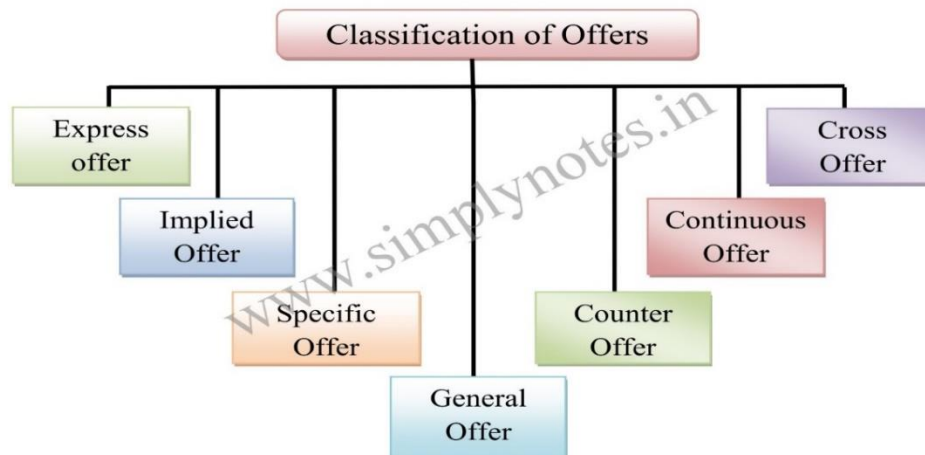 Classification of Offers
Express
offer
Implied
Offer
Specific
Offer
General
Offer
Counter
Offer
Continuous
Offer
Cross
Offer
www.simplynotes.in